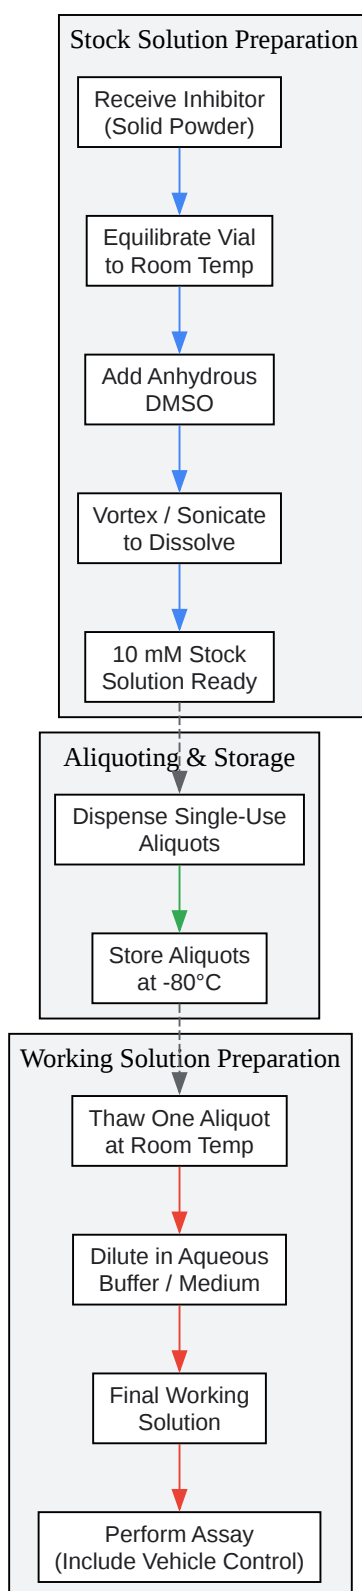 Stock Solution Preparation
Receive Inhibitor
(Solid Powder)
Equilibrate Vial
to Room Temp
Add Anhydrous
DMSO
Vortex / Sonicate
to Dissolve
10 mM Stock
Solution Ready
Aliquoting & Storage
Dispense Single-Use
Aliquots
Store Aliquots
at -80°C
Working Solution Preparation
Thaw One Aliquot
at Room Temp
Dilute in Aqueous
Buffer / Medium
Final Working
Solution
Perform Assay
(Include Vehicle Control)